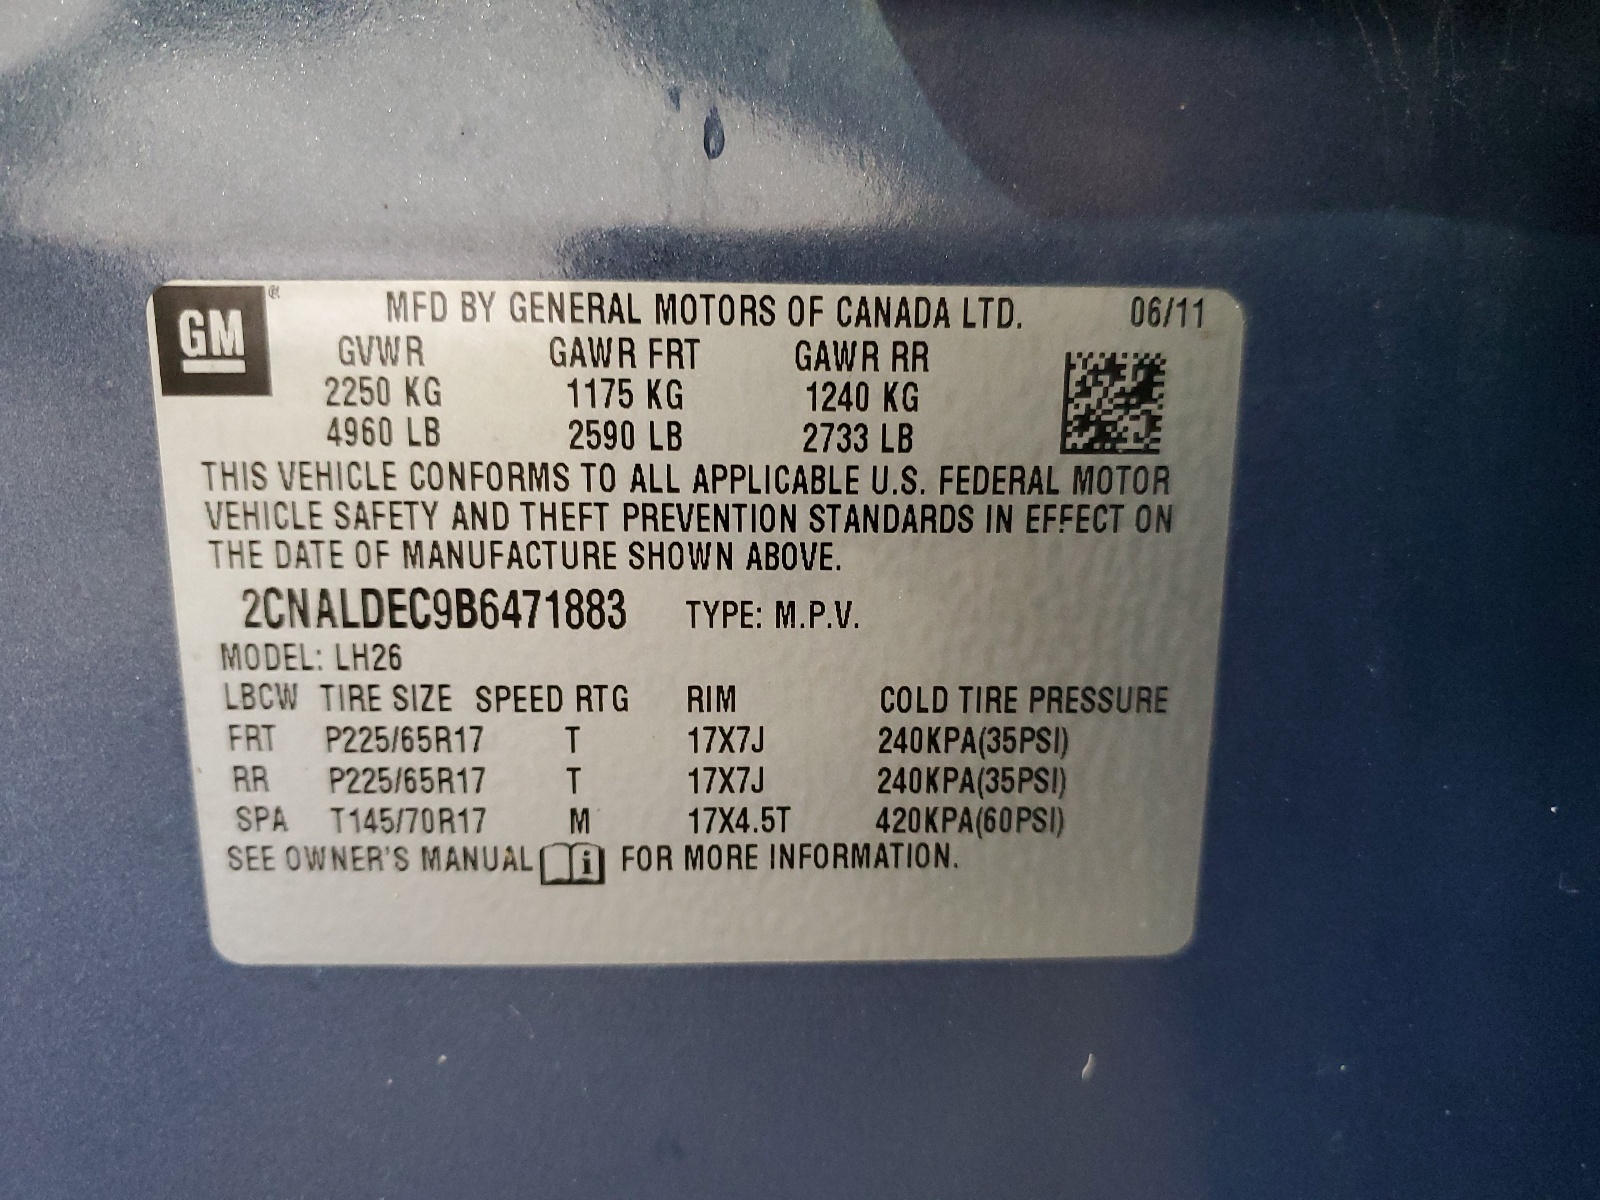 GM ® MFD BY GENERAL MOTORS OF CANADA LTD. 06/11
GVWR GAWR FRT GAWR RR
2250 KG 1175 KG 1240 KG
4960 LB 2590 LB 2733 LB
THIS VEHICLE CONFORMS TO ALL APPLICABLE U.S. FEDERAL MOTOR
VEHICLE SAFETY AND THEFT PREVENTION STANDARDS IN EFFECT ON
THE DATE OF MANUFACTURE SHOWN ABOVE.
2CNALDEC9B6471883 TYPE: M.P.V.
MODEL: LH26
LBCW TIRE SIZE SPEED RTG RIM COLD TIRE PRESSURE
FRT P225/65R17 T 17X7J 240KPA(35PSI)
RR P225/65R17 T 17X7J 240KPA(35PSI)
SPA T145/70R17 M 17X4.5T 420KPA(60PSI)
SEE OWNER'S MANUAL i FOR MORE INFORMATION.